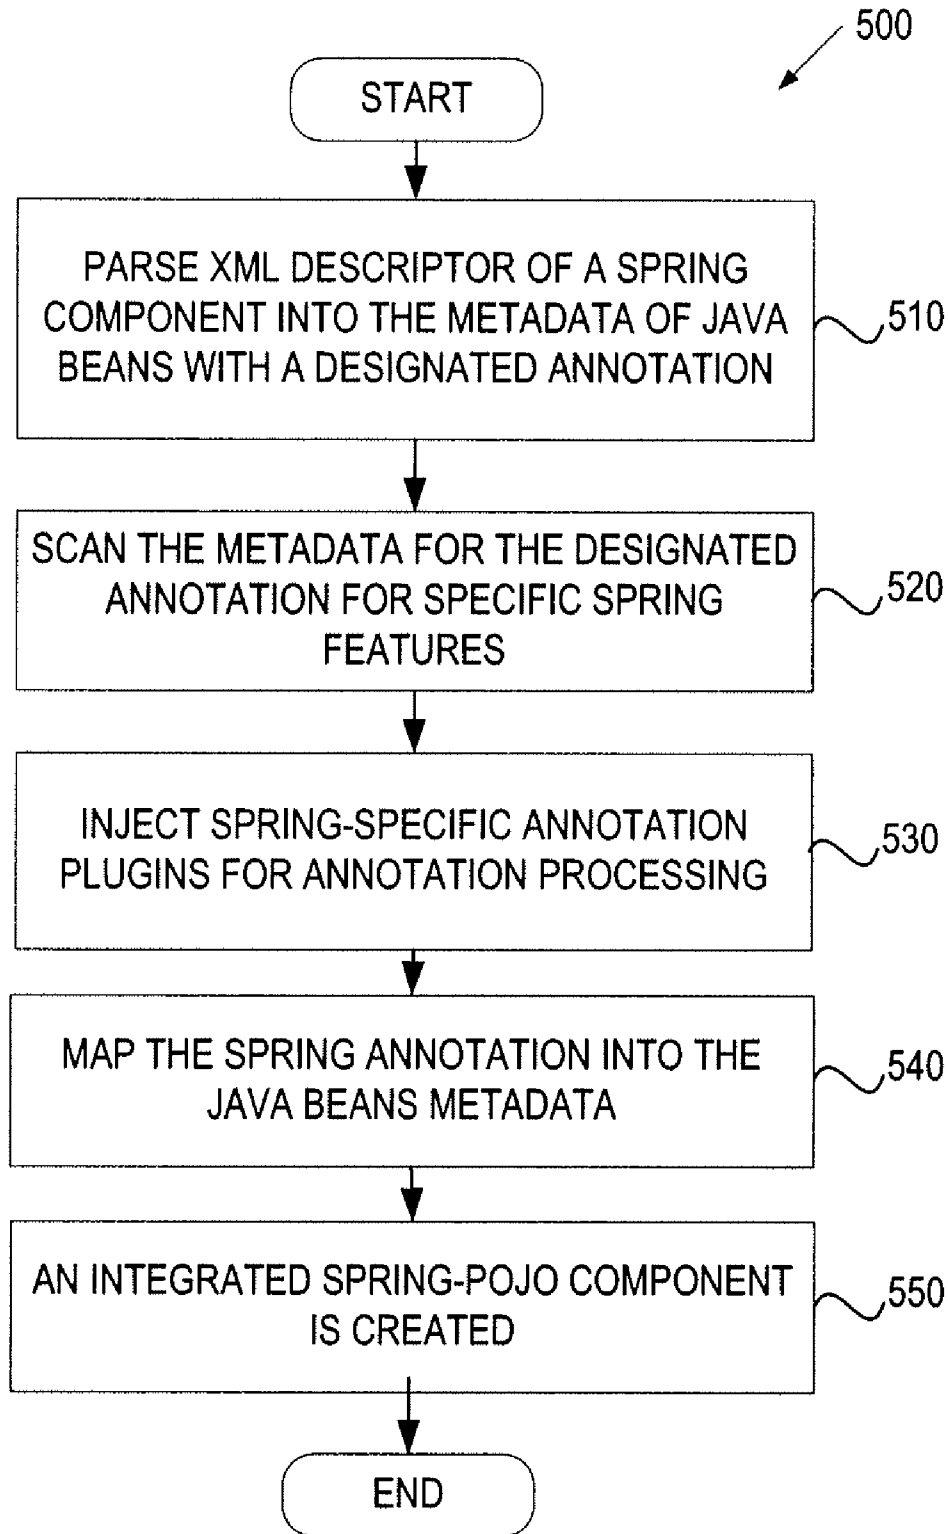 500
START
PARSE XML DESCRIPTOR OF A SPRING
COMPONENT INTO THE METADATA OF JAVA
BEANS WITH A DESIGNATED ANNOTATION
510
SCAN THE METADATA FOR THE DESIGNATED
ANNOTATION FOR SPECIFIC SPRING
FEATURES
520
INJECT SPRING-SPECIFIC ANNOTATION
PLUGINS FOR ANNOTATION PROCESSING
530
MAP THE SPRING ANNOTATION INTO THE
JAVA BEANS METADATA
540
AN INTEGRATED SPRING-POJO COMPONENT
IS CREATED
550
END